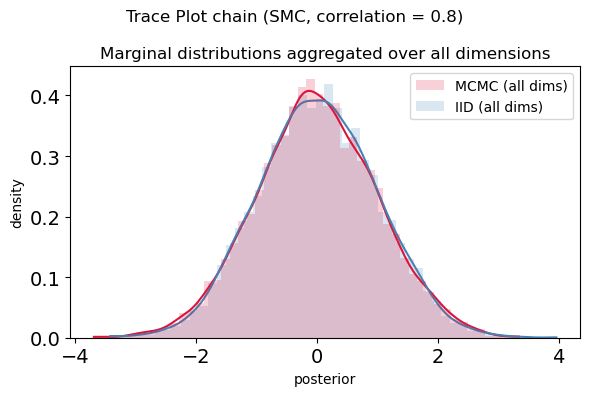 Trace Plot chain (SMC, correlation = 0.8)
Marginal distributions aggregated over all dimensions
MCMC (all dims)
IID (all dims)
density
0.4
0.3
0.2
0.1
0.0
−4 −2 0 2 4
posterior